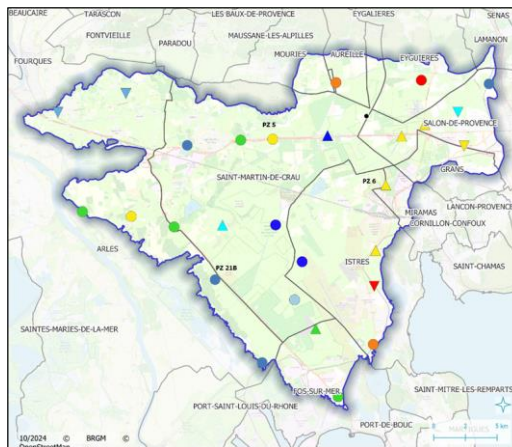 BEAUCAIRE
TARASCON
LES BAUX-DE-PROVENCE
EYGALIERES
SENAS
FONTVIEILLE
MAUSSANE-LES-ALPILLES
PARADOU
LAMANON
MOURIES
AUREILLE
EYGUIERES
FOURQUES
PZ 5
SALON-DE-PROVENCE
GRANS
SAINT-MARTIN-DE-CRAU
PZ 6
LANCON-PROVENCE
MIRAMAS
CORNILLON-CONFOUX
ARLES
ISTRES
SAINT-CHAMAS
PZ 21B
SAINTES-MARIES-DE-LA-MER
FOS-SUR-MER
SAINT-MITRE-LES-REMPARTS
PORT-SAINT-LOUIS-DU-RHONE
PORT-DE-BOUC
10/2024 © BRGM ©
OpenStreetMap
0 5 km